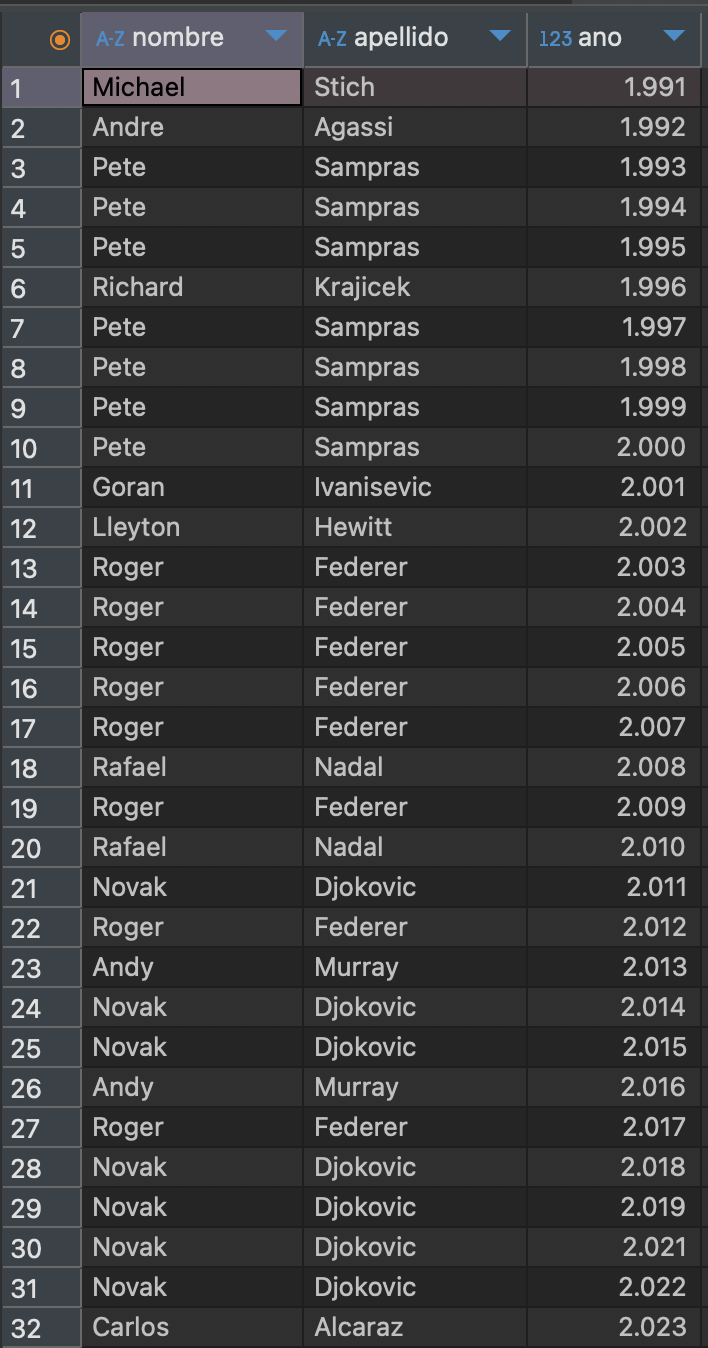 A-Z nombre A-Z apellido 123 ano
1 Michael Stich 1.991
2 Andre Agassi 1.992
3 Pete Sampras 1.993
4 Pete Sampras 1.994
5 Pete Sampras 1.995
6 Richard Krajicek 1.996
7 Pete Sampras 1.997
8 Pete Sampras 1.998
9 Pete Sampras 1.999
10 Pete Sampras 2.000
11 Goran Ivanisevic 2.001
12 Lleyton Hewitt 2.002
13 Roger Federer 2.003
14 Roger Federer 2.004
15 Roger Federer 2.005
16 Roger Federer 2.006
17 Roger Federer 2.007
18 Rafael Nadal 2.008
19 Roger Federer 2.009
20 Rafael Nadal 2.010
21 Novak Djokovic 2.011
22 Roger Federer 2.012
23 Andy Murray 2.013
24 Novak Djokovic 2.014
25 Novak Djokovic 2.015
26 Andy Murray 2.016
27 Roger Federer 2.017
28 Novak Djokovic 2.018
29 Novak Djokovic 2.019
30 Novak Djokovic 2.021
31 Novak Djokovic 2.022
32 Carlos Alcaraz 2.023